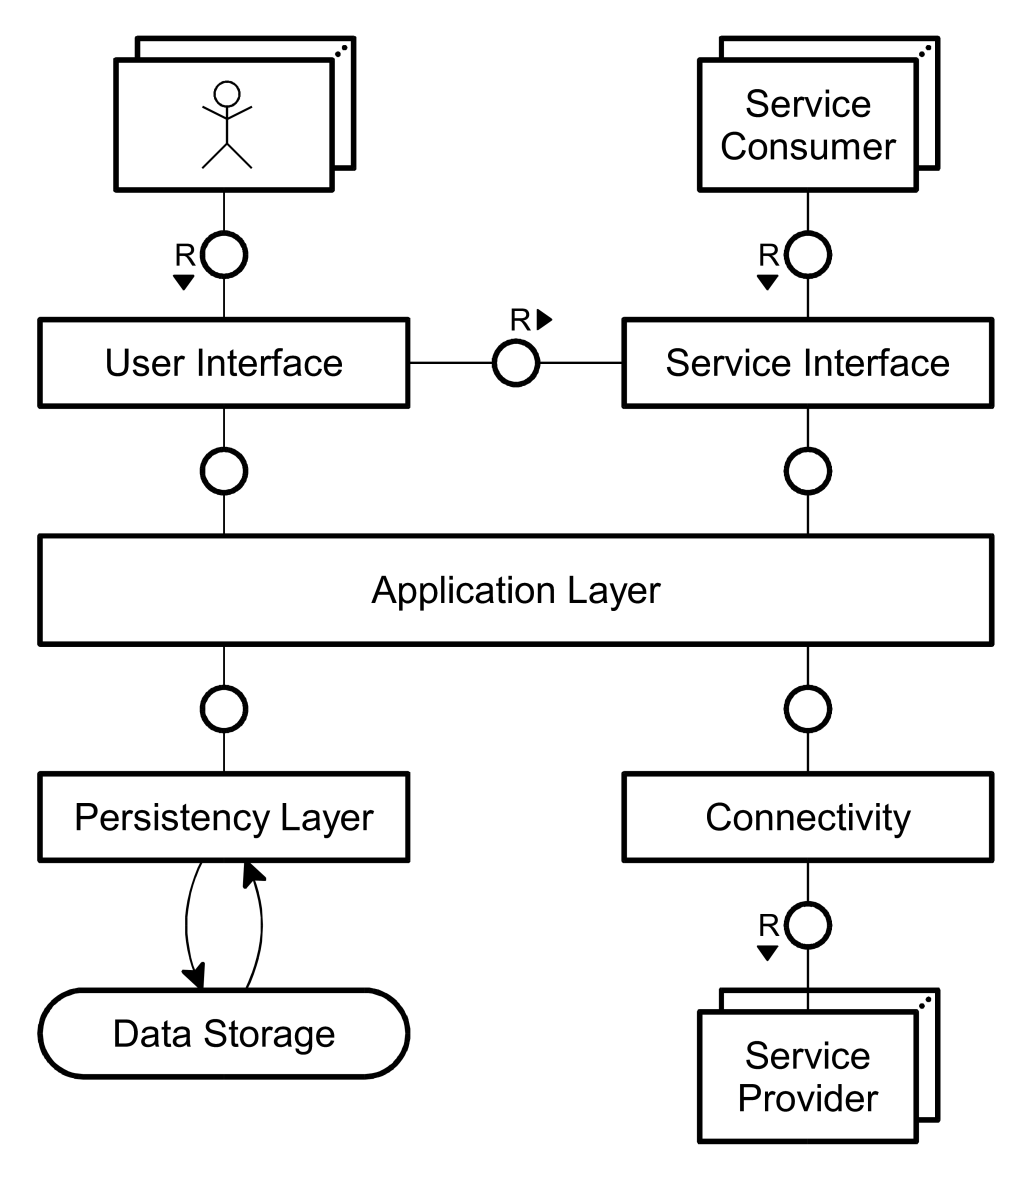 Service
Consumer
R
R
R
User Interface
Service Interface
Application Layer
Persistency Layer
Connectivity
R
Data Storage
Service
Provider